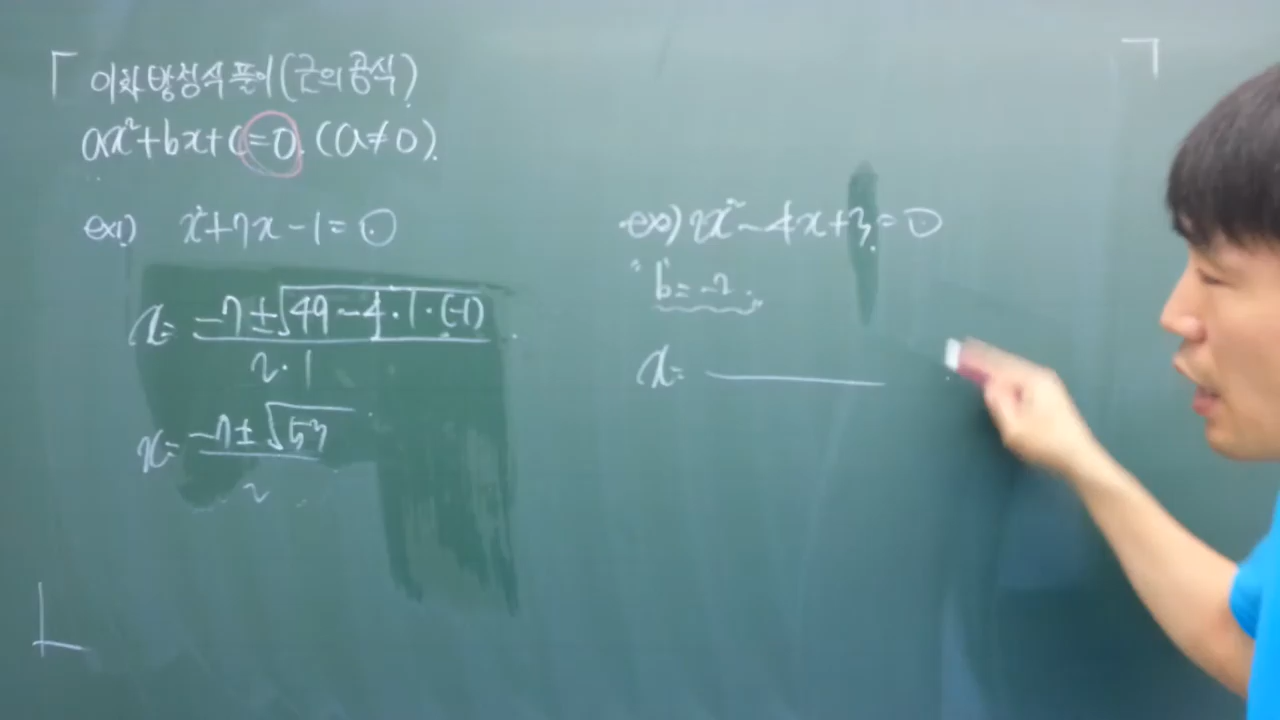 「이차방정식 풀이 (근의 공식)
ax²+bx+c=0. (a≠0).
ex1) x²+7x-1=0
x= -7±√49-4·1·(-1) / 2·1
x= -7±√53 / 2
ex2) 2x²-4x+3=0
"b'=-2.
x=